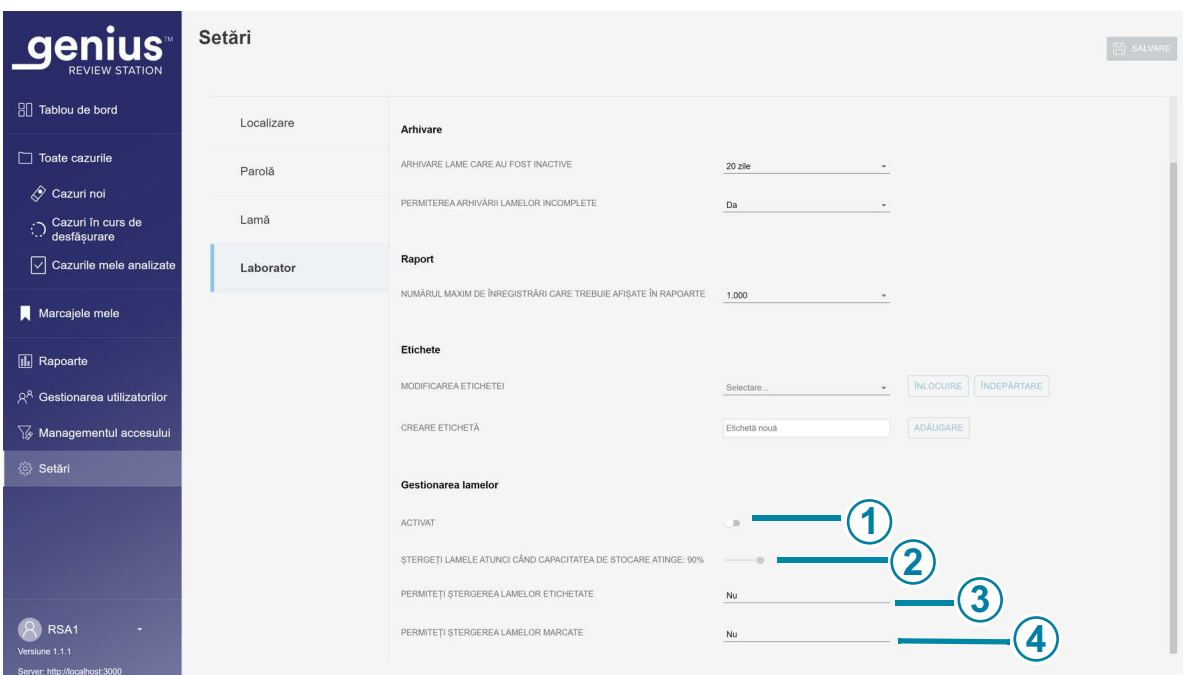 genius™
REVIEW STATION
Setări
SALVARE
Tablou de bord
Toate cazurile
Cazuri noi
Cazuri în curs de
desfășurare
Cazurile mele analizate
Marcajele mele
Rapoarte
Gestionarea utilizatorilor
Managementul accesului
Setări
RSA1
Versiune 1.1.1
Server: http://localhost:3000
Localizare
Parolă
Lamă
Laborator
Arhivare
ARHIVARE LAME CARE AU FOST INACTIVE 20 zile
PERMITEREA ARHIVĂRII LAMELOR INCOMPLETE Da
Raport
NUMĂRUL MAXIM DE ÎNREGISTRĂRI CARE TREBUIE AFIȘATE ÎN RAPOARTE 1.000
Etichete
MODIFICAREA ETICHETEI Selectare... ÎNLOCUIRE ÎNDEPĂRTARE
CREARE ETICHETĂ Etichetă nouă ADĂUGARE
Gestionarea lamelor
ACTIVAT 1
ȘTERGEȚI LAMELE ATUNCI CÂND CAPACITATEA DE STOCARE ATINGE: 90% 2
PERMITEȚI ȘTERGEREA LAMELOR ETICHETATE Nu 3
PERMITEȚI ȘTERGEREA LAMELOR MARCATE Nu 4